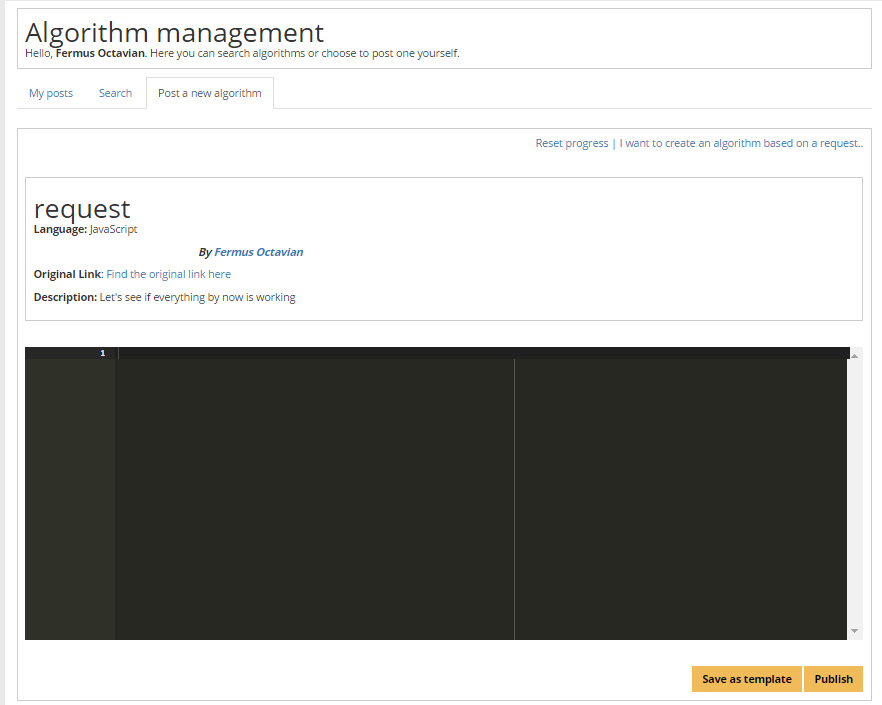 Algorithm management
Hello, Fermus Octavian. Here you can search algorithms or choose to post one yourself.
My posts Search Post a new algorithm
Reset progress | I want to create an algorithm based on a request..
request
Language: JavaScript
By Fermus Octavian
Original Link: Find the original link here
Description: Let's see if everything by now is working
1
Save as template Publish